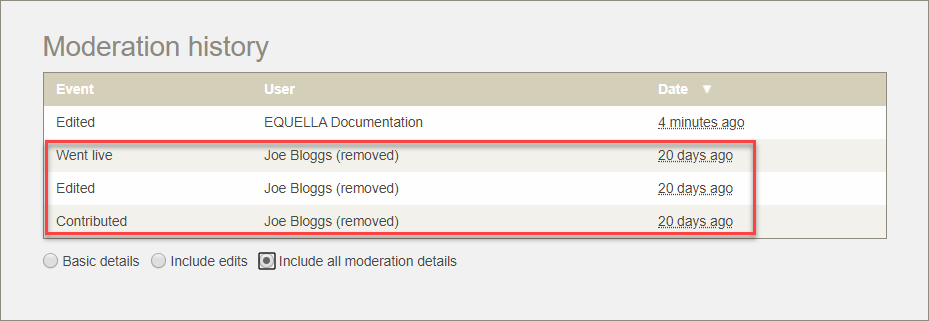 Moderation history
Event User Date ▼
Edited EQUELLA Documentation 4 minutes ago
Went live Joe Bloggs (removed) 20 days ago
Edited Joe Bloggs (removed) 20 days ago
Contributed Joe Bloggs (removed) 20 days ago
Basic details Include edits Include all moderation details